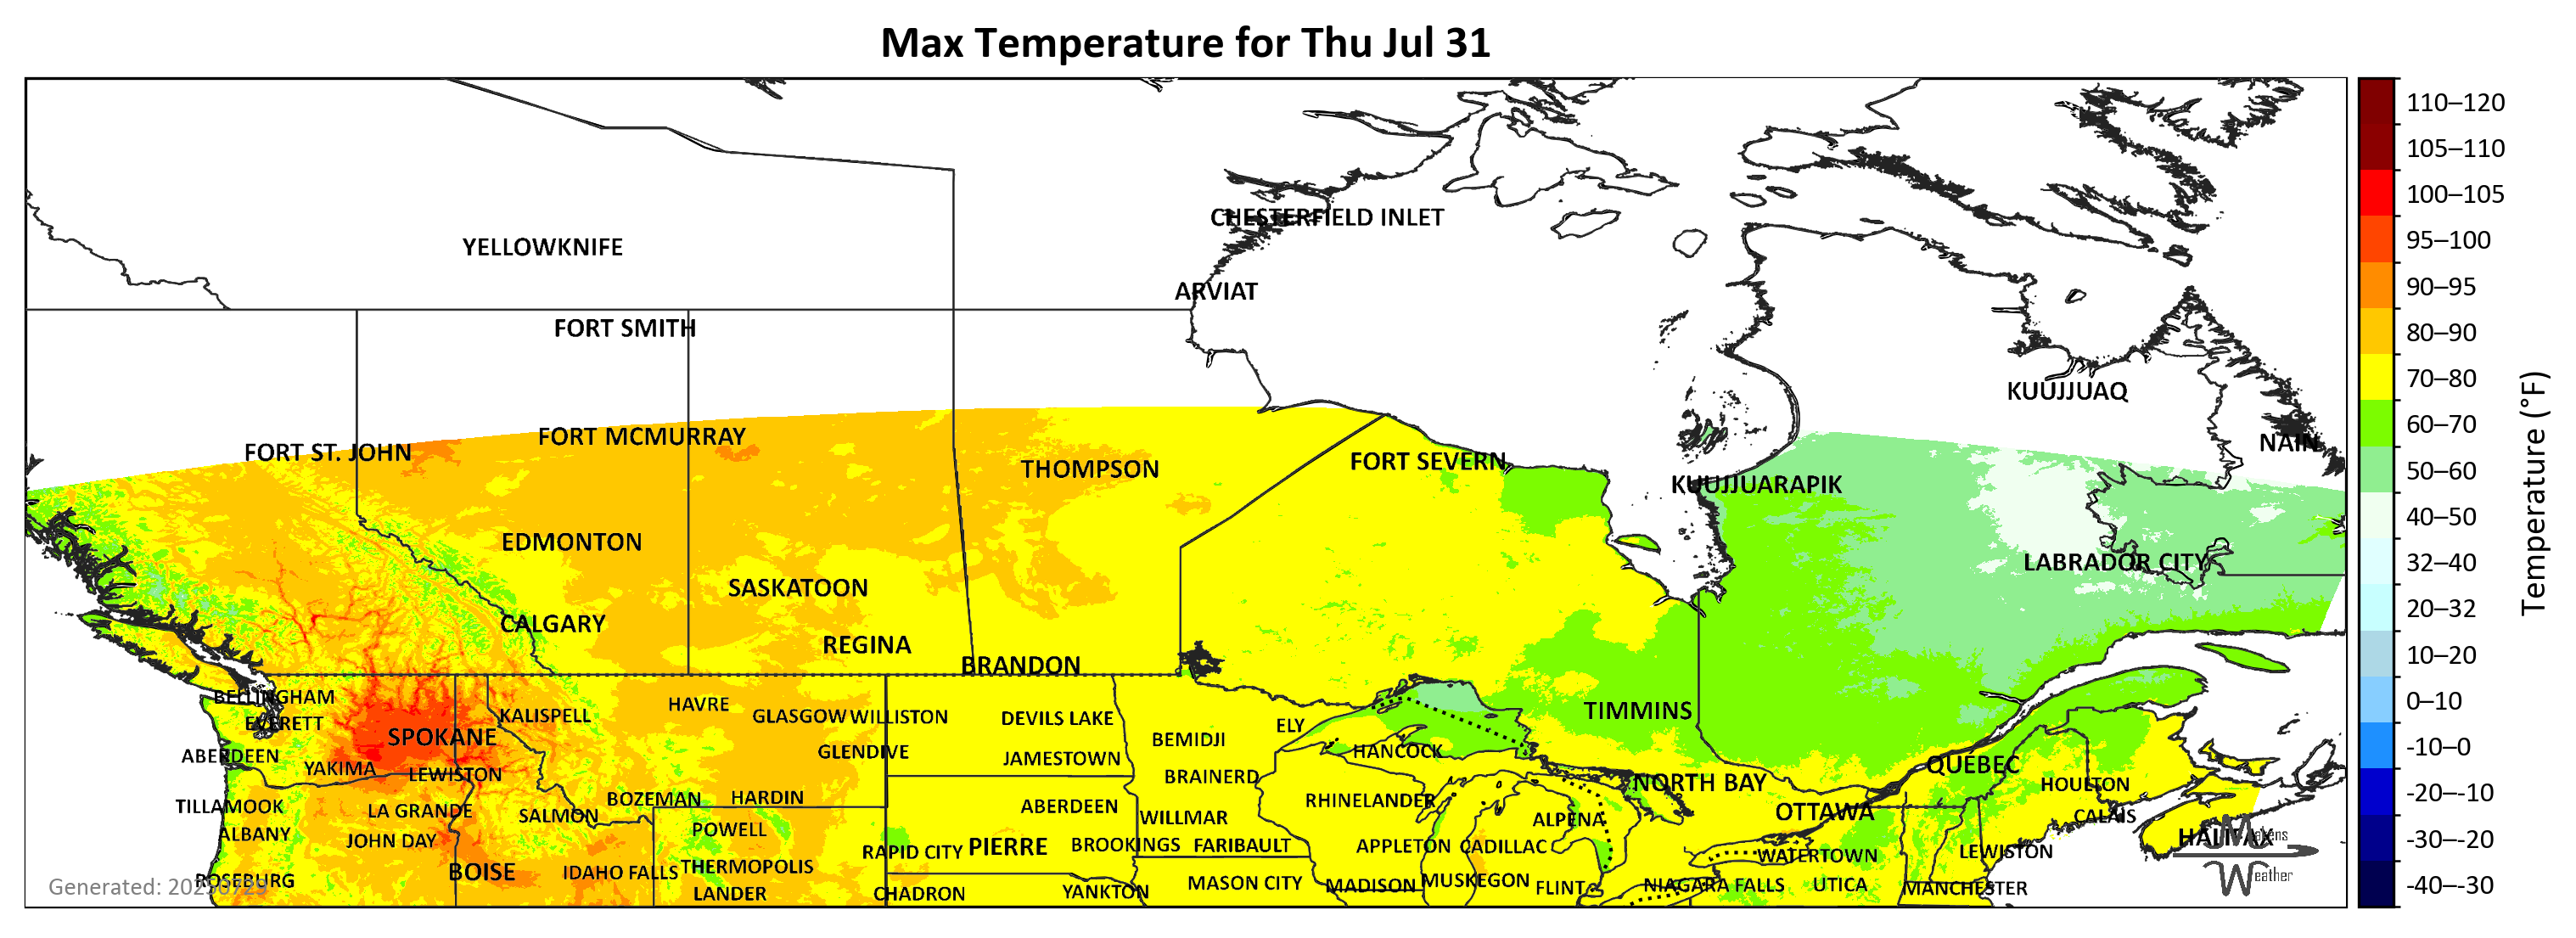 Max Temperature for Thu Jul 31
CHESTERFIELD INLET
YELLOWKNIFE
ARVIAT
FORT SMITH
KUUJJUAQ
FORT MCMURRAY
NAIN
FORT ST. JOHN
FORT SEVERN
THOMPSON
KUUJJUARAPIK
EDMONTON
LABRADOR CITY
SASKATOON
CALGARY
REGINA
BRANDON
BELLINGHAM
HAVRE
TIMMINS
KALISPELL
GLASGOW
WILLISTON
DEVILS LAKE
EVERETT
ELY
SPOKANE
BEMIDJI
GLENDIVE
HANCOCK
ABERDEEN
JAMESTOWN
QUÉBEC
YAKIMA
LEWISTON
BRAINERD
NORTH BAY
HOULTON
BOZEMAN
HARDIN
RHINELANDER
TILLAMOOK
LA GRANDE
SALMON
ABERDEEN
WILLMAR
OTTAWA
CALAIS
ALPENA
ALBANY
JOHN DAY
POWELL
HALIFAX
RAPID CITY
PIERRE
BROOKINGS
FARIBAULT
APPLETON
CADILLAC
WATERTOWN
LEWISTON
BOISE
IDAHO FALLS
THERMOPOLIS
ROSEBURG
MASON CITY
MADISON
MUSKEGON
FLINT
NIAGARA FALLS
UTICA
MANCHESTER
LANDER
CHADRON
YANKTON
Generated: 20250729
Weather
110–120
105–110
100–105
95–100
90–95
80–90
70–80
60–70
50–60
40–50
32–40
20–32
10–20
0–10
-10–0
-20–-10
-30–-20
-40–-30
Temperature (°F)